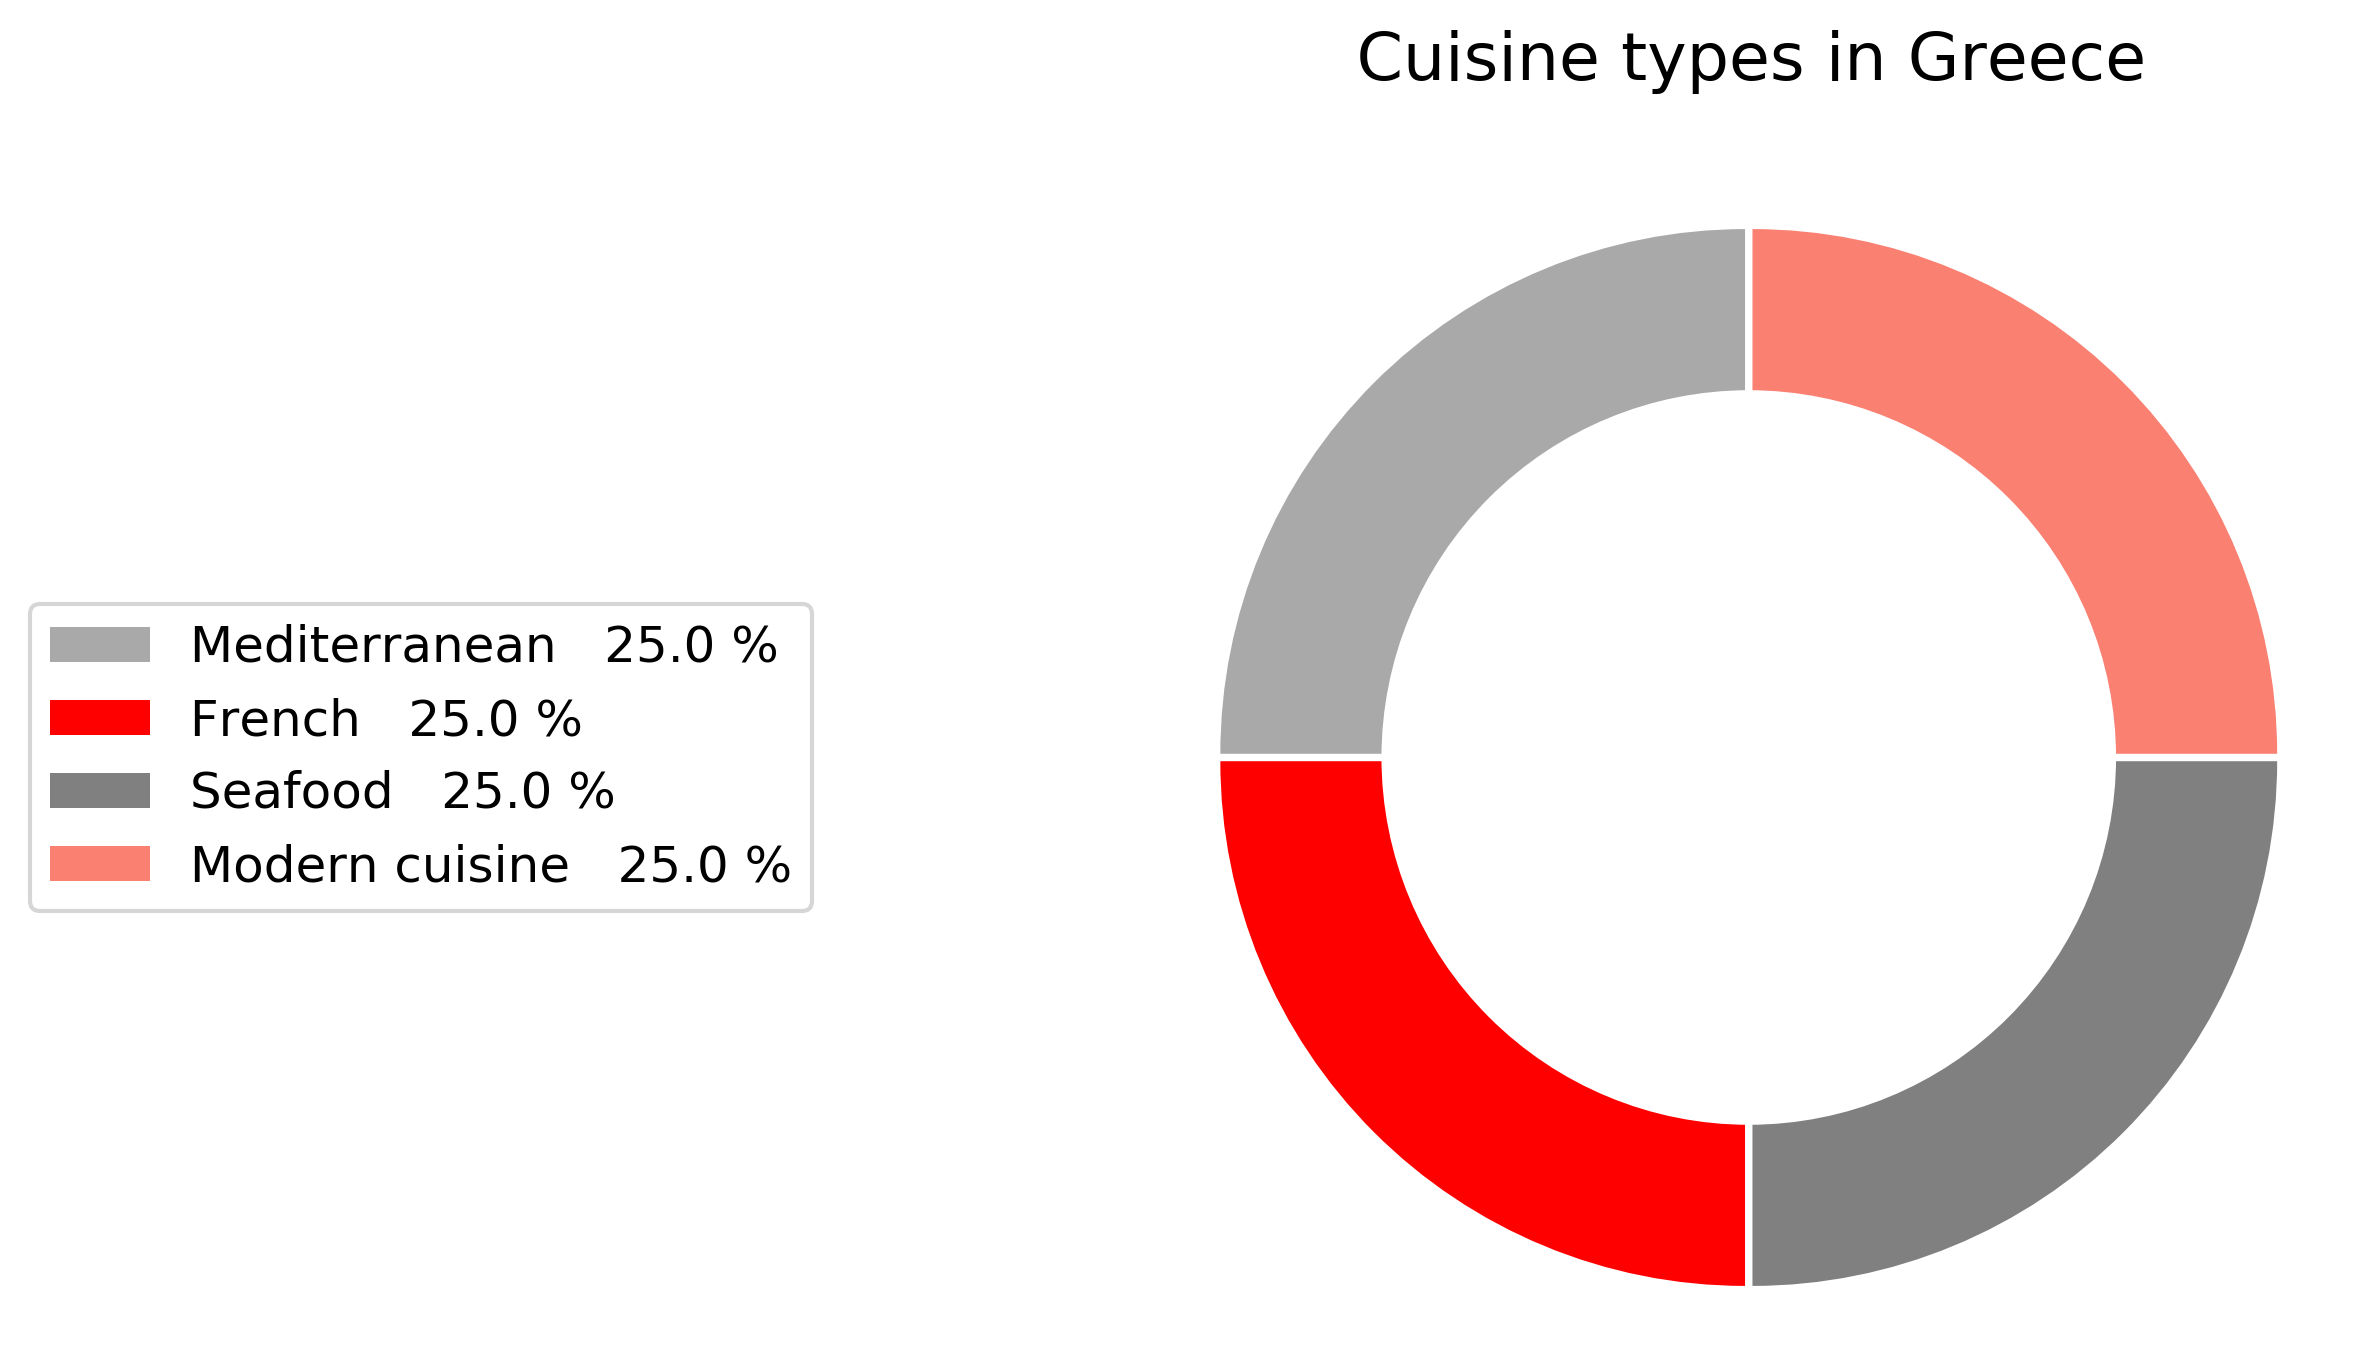 Cuisine types in Greece
Mediterranean   25.0 %
French   25.0 %
Seafood   25.0 %
Modern cuisine   25.0 %